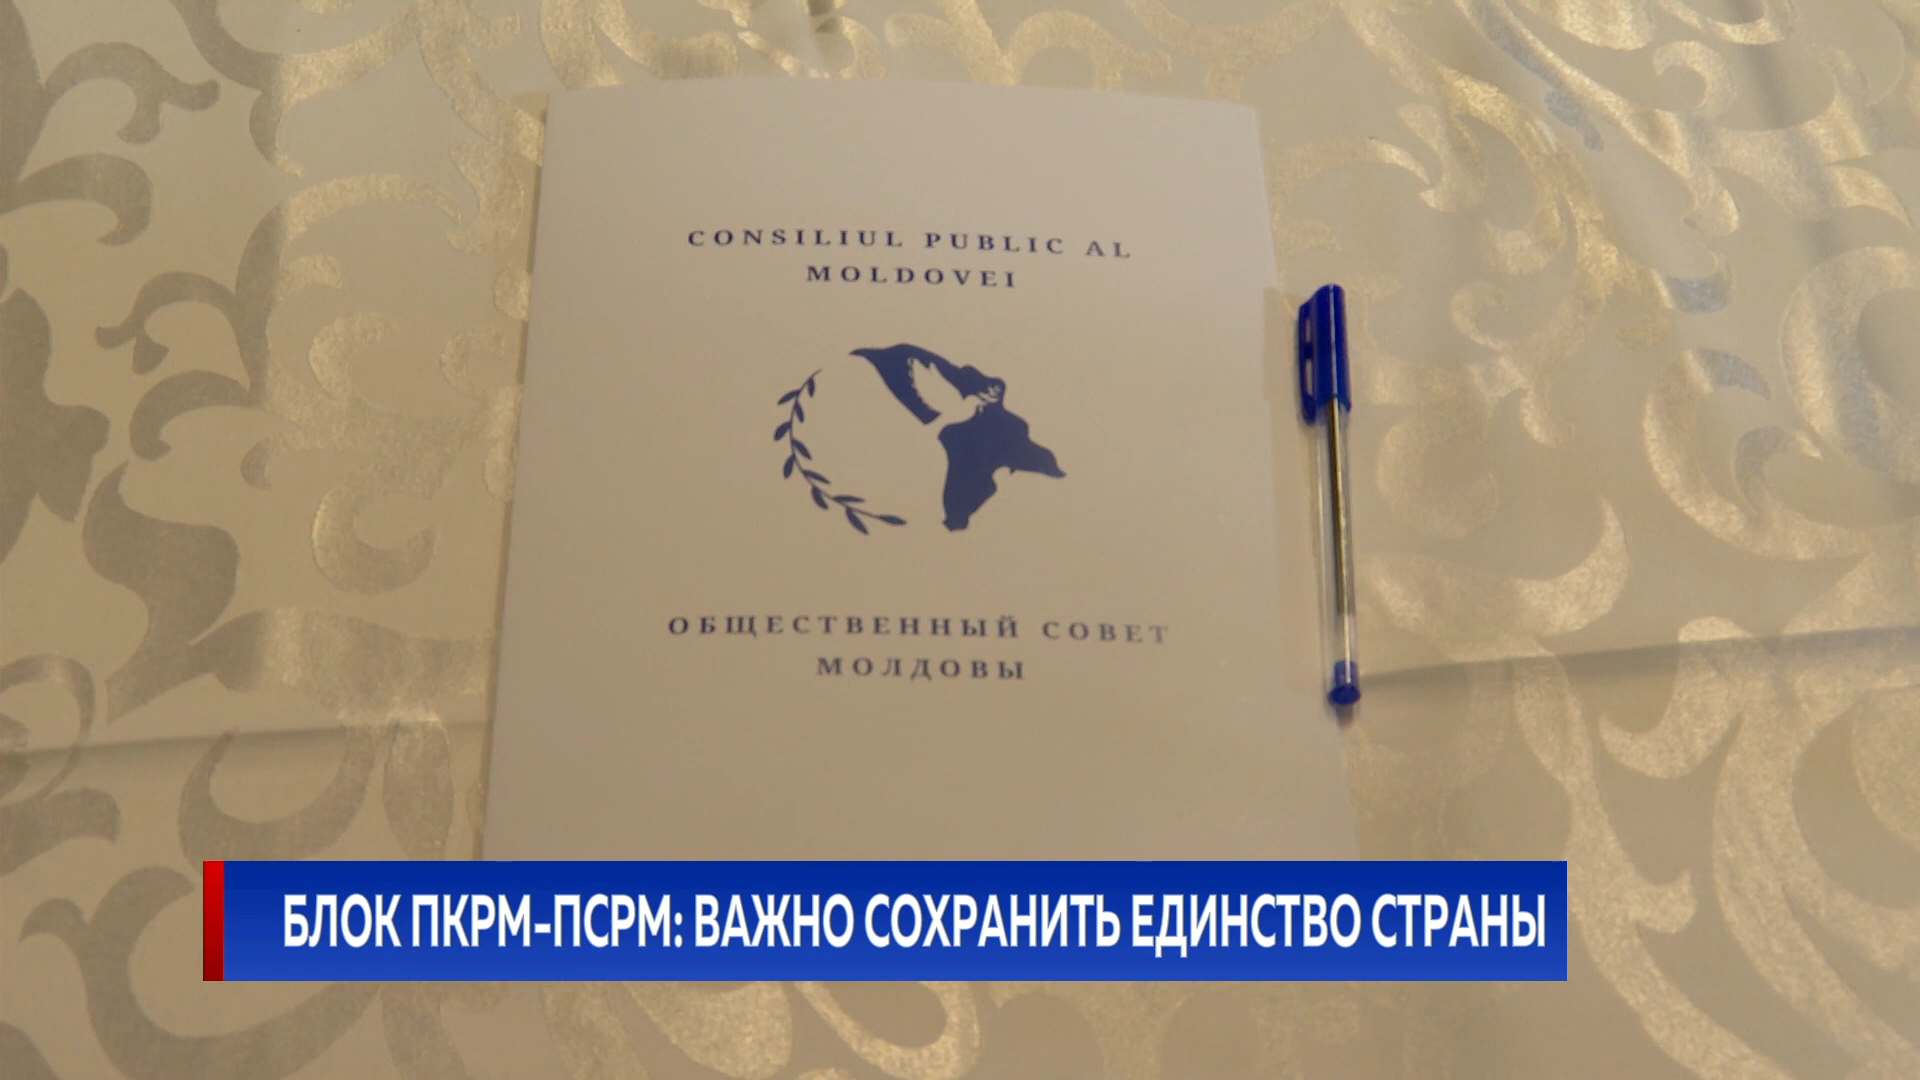 CONSILIUL PUBLIC AL
MOLDOVEI
ОБЩЕСТВЕННЫЙ СОВЕТ
МОЛДОВЫ
БЛОК ПКРМ-ПСРМ: ВАЖНО СОХРАНИТЬ ЕДИНСТВО СТРАНЫ